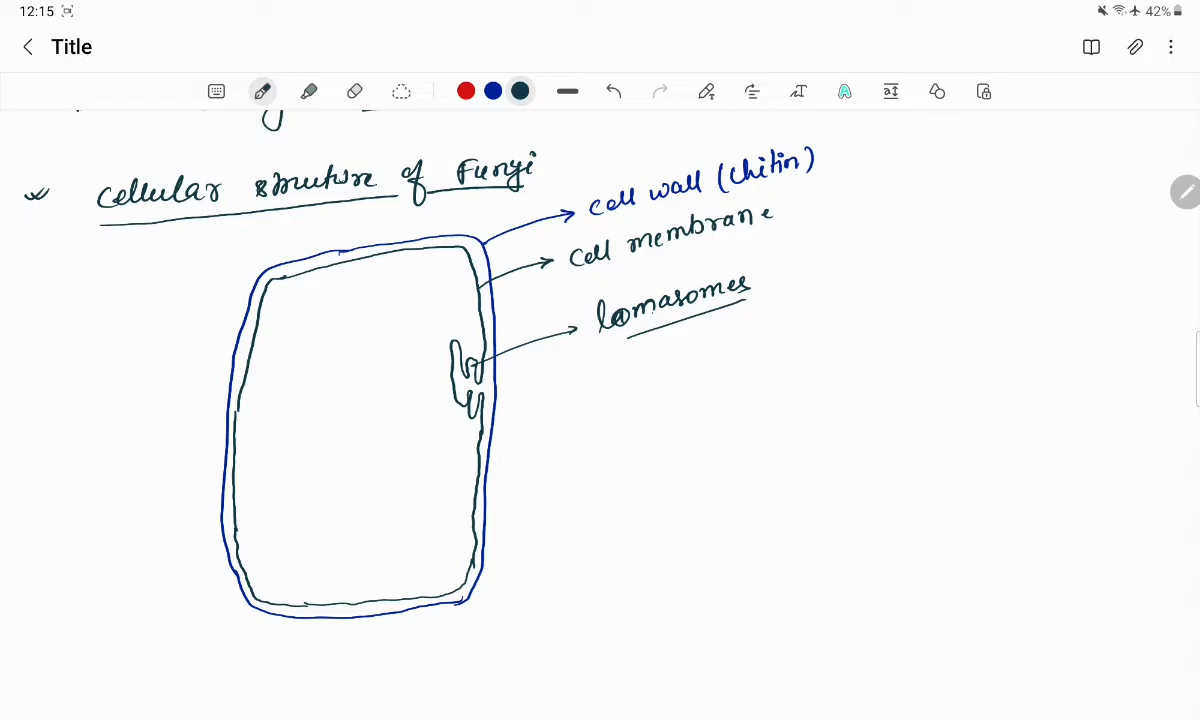 12:15
42%
Title
Cellular structure of Fungi
Cell wall (Chitin)
Cell membrane
lomasomes